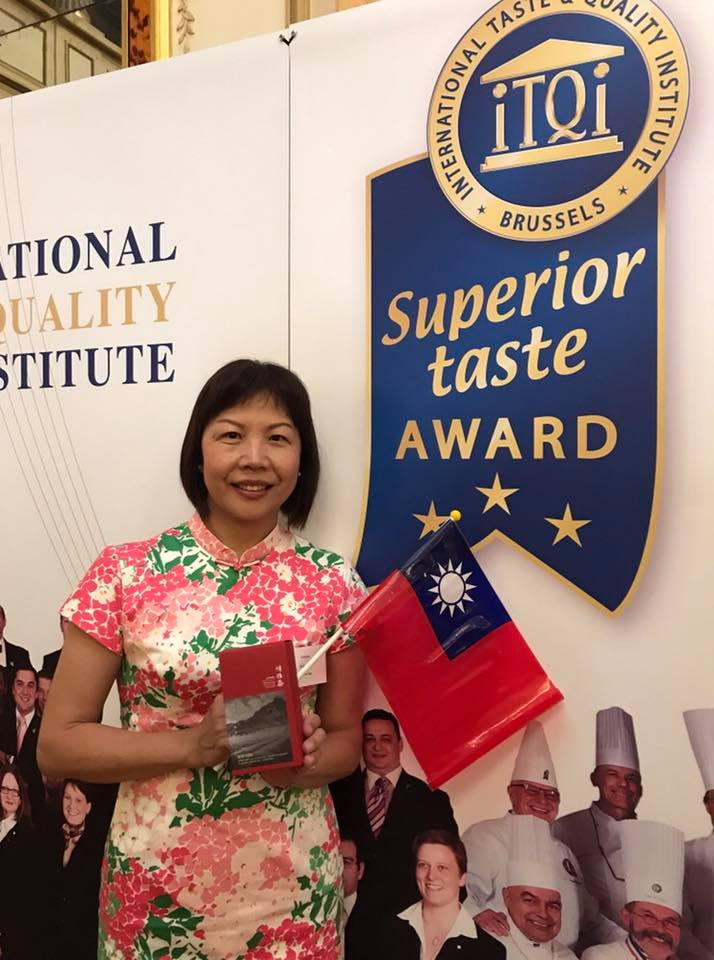 ATIONAL
QUALITY
STITUTE
INTERNATIONAL TASTE & QUALITY INSTITUTE
iTQi
BRUSSELS
Superior
taste
AWARD